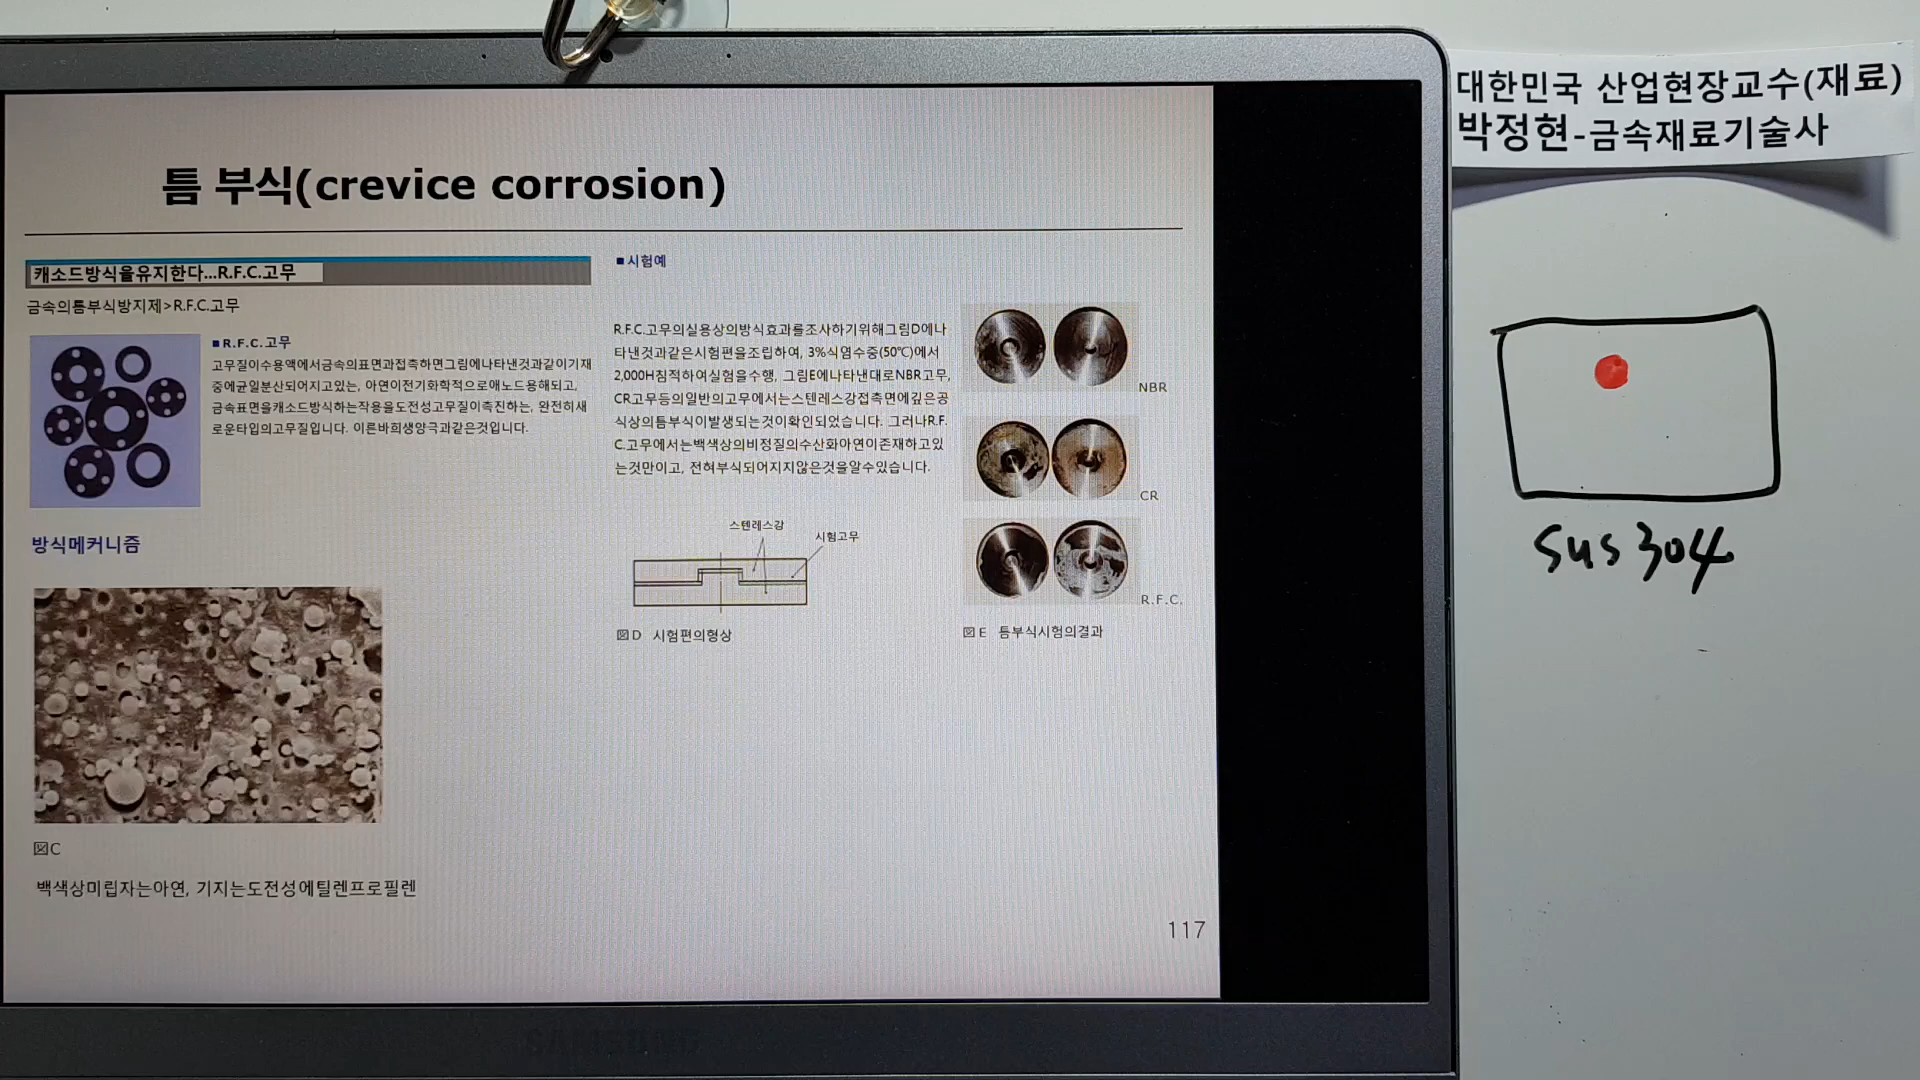 대한민국 산업현장교수(재료)
박정현-금속재료기술사
틈 부식(crevice corrosion)
캐소드방식을유지한다...R.F.C.고무
금속의틈부식방지제>R.F.C.고무
■R.F.C.고무
고무질이수용액에서금속의표면과접촉하면그림에나타낸것과같이기재
중에균일분산되어지고있는, 아연이전기화학적으로애노드용해되고,
금속표면을캐소드방식하는작용을도전성고무질이촉진하는, 완전히새
로운타입의고무질입니다. 이른바희생양극과같은것입니다.
방식메커니즘
図C
백색상미립자는아연, 기지는도전성에틸렌프로필렌
■시험예
R.F.C.고무의실용상의방식효과를조사하기위해그림D에나
타낸것과같은시험편을조립하여, 3%식염수중(50℃)에서
2,000H침적하여실험을수행, 그림E에나타낸대로NBR고무,
CR고무등의일반의고무에서는스텐레스강접촉면에깊은공
식상의틈부식이발생되는것이확인되었습니다. 그러나R.F.
C.고무에서는백색상의비정질의수산화아연이존재하고있
는것만이고, 전혀부식되어지지않은것을알수있습니다.
스텐레스강
시험고무
図D 시험편의형상
NBR
CR
R.F.C.
図E 틈부식시험의결과
117
SAMSUNG
sus 304